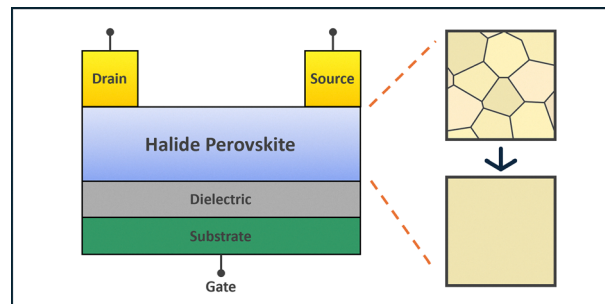 Drain
Source
Halide Perovskite
Dielectric
Substrate
Gate